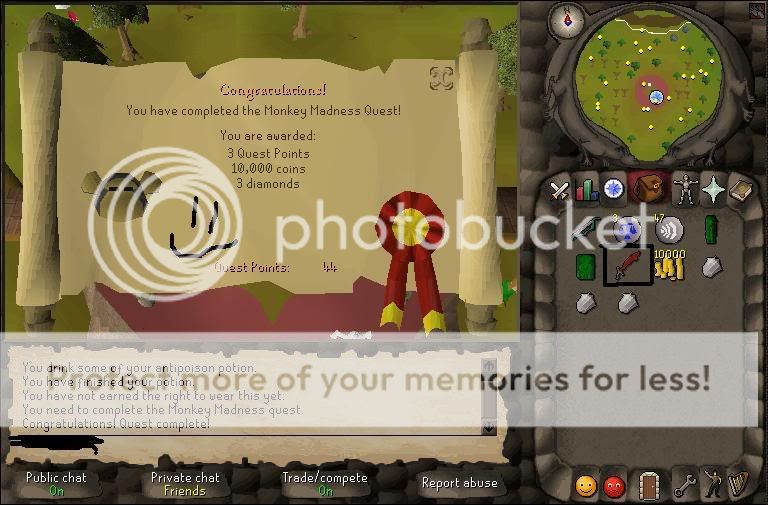 Congratulations!
You have completed the Monkey Madness Quest!
You are awarded:
3 Quest Points
10,000 coins
3 diamonds
photobucket
Quest Points: 44
3
47
10000
Protect more of your memories for less!
You drink some of your antipoison potion.
You have finished your potion.
You have not earned the right to wear this yet.
You need to complete the Monkey Madness quest.
Congratulations! Quest complete!
Public chat
On
Private chat
Friends
Trade/compete
On
Report abuse